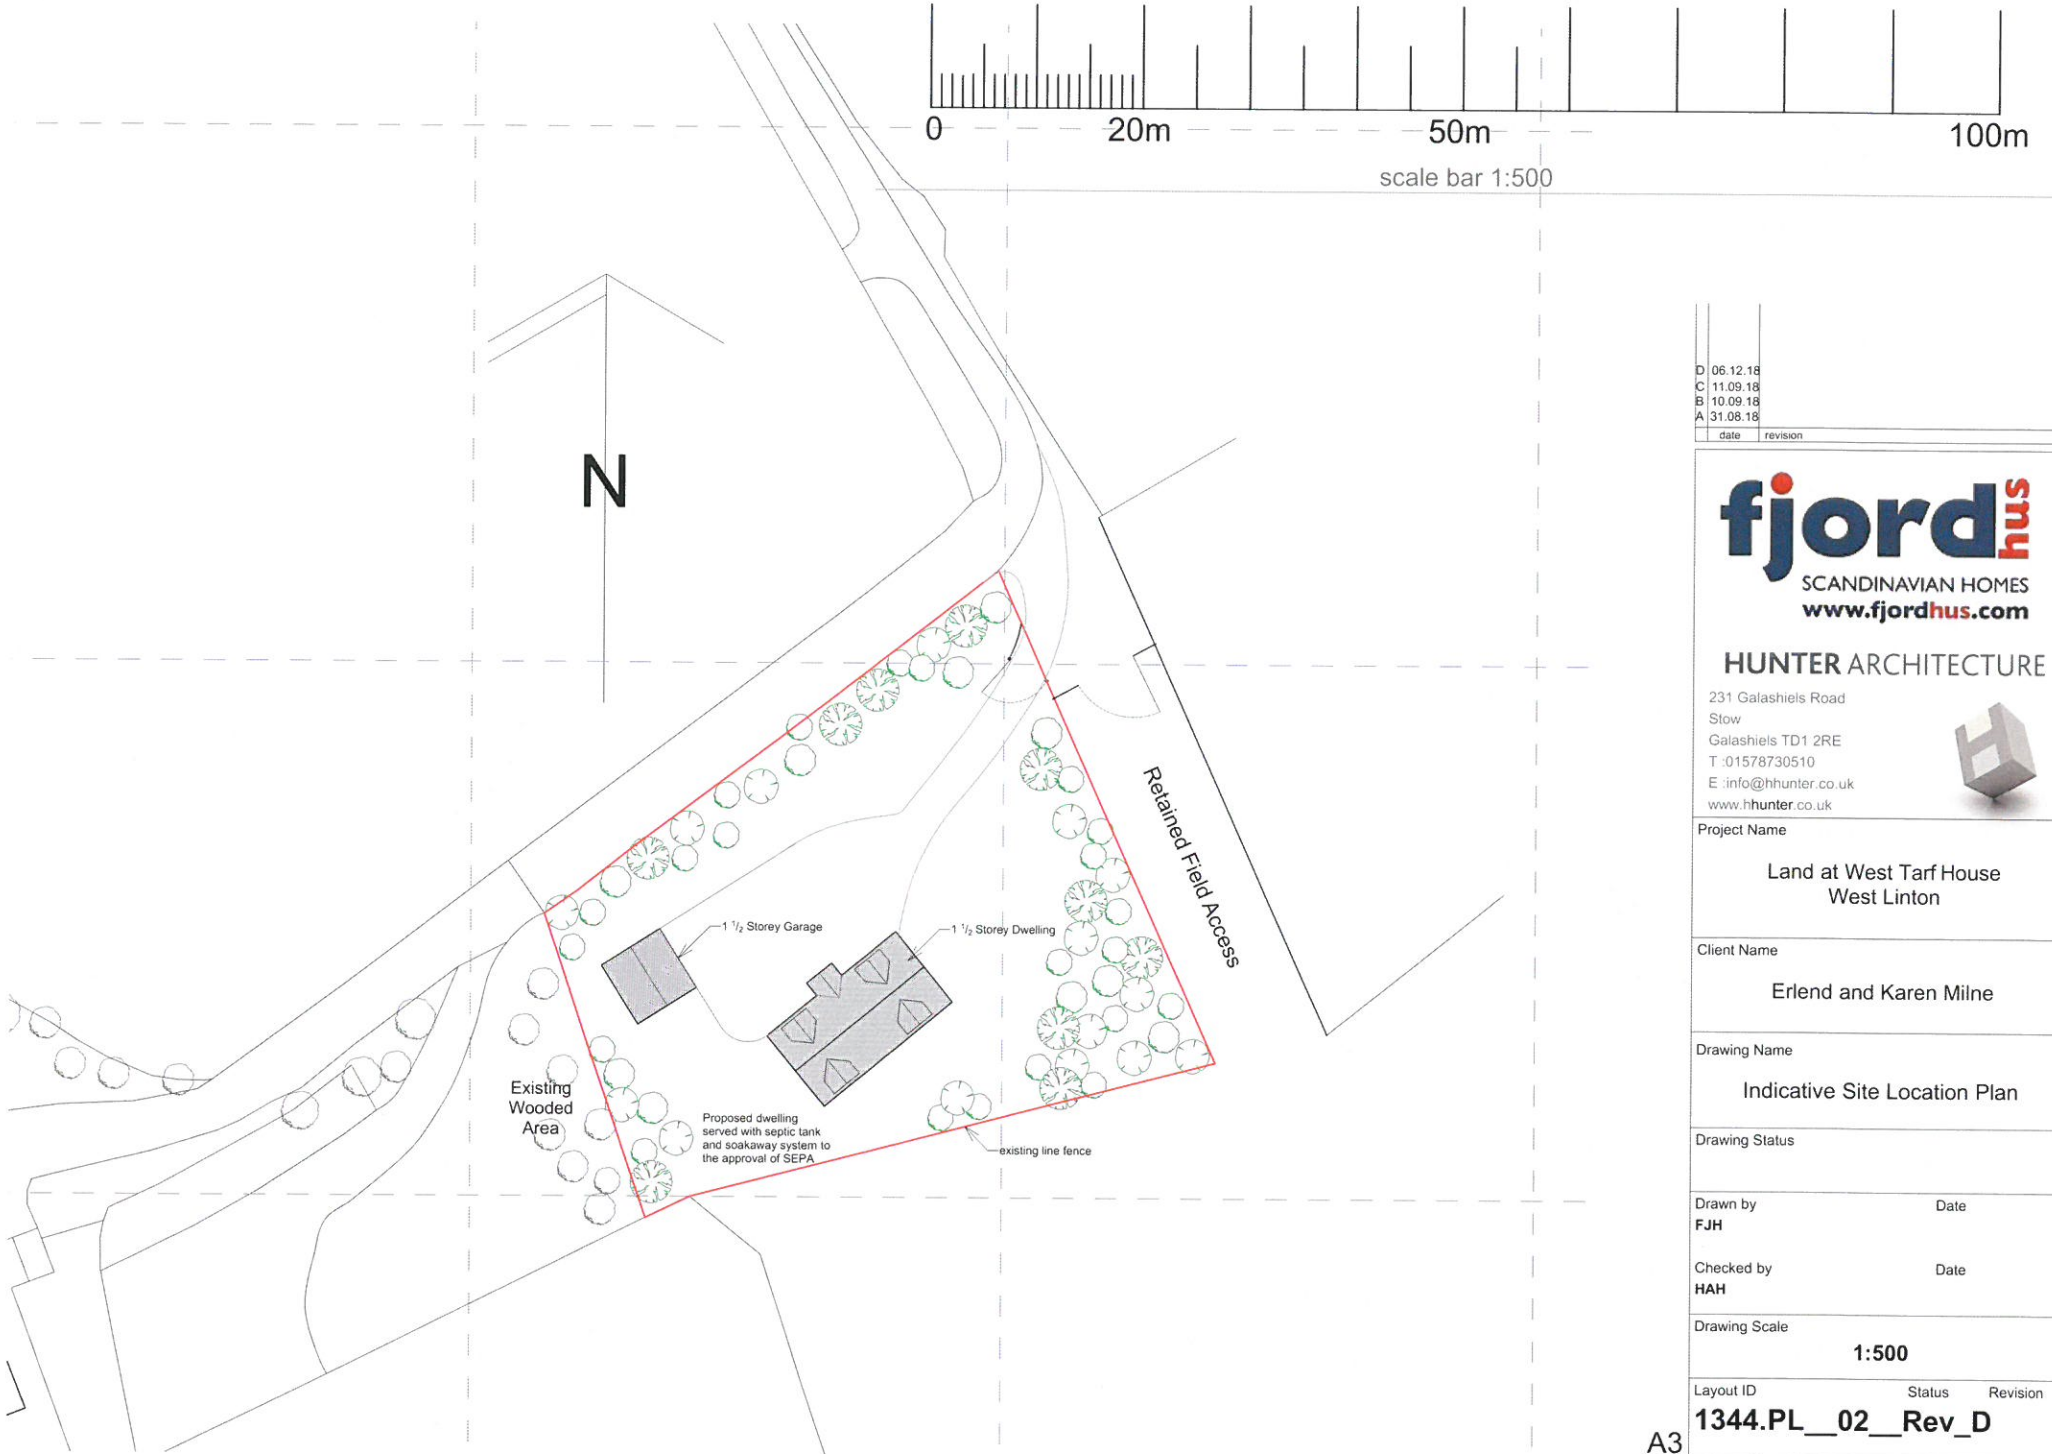 0 20m 50m 100m
scale bar 1:500
N
D 06.12.18
C 11.09.18
B 10.09.18
A 31.08.18
date revision
fjord hus
SCANDINAVIAN HOMES
www.fjordhus.com
HUNTER ARCHITECTURE
231 Galashiels Road
Stow
Galashiels TD1 2RE
T :01578730510
E :info@hhunter.co.uk
www.hhunter.co.uk
H
Project Name
Land at West Tarf House
West Linton
Client Name
Erlend and Karen Milne
Drawing Name
Indicative Site Location Plan
Drawing Status
Drawn by Date
FJH
Checked by Date
HAH
Drawing Scale
1:500
Layout ID Status Revision
1344.PL__02__Rev_D
A3
Retained Field Access
1 1/2 Storey Garage
1 1/2 Storey Dwelling
Existing
Wooded
Area
Proposed dwelling
served with septic tank
and soakaway system to
the approval of SEPA
existing line fence